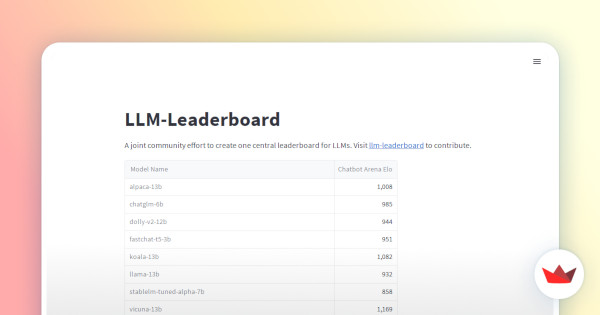 LLM-Leaderboard
A joint community effort to create one central leaderboard for LLMs. Visit llm-leaderboard to contribute.
Model Name Chatbot Arena Elo
alpaca-13b 1,008
chatglm-6b 985
dolly-v2-12b 944
fastchat-t5-3b 951
koala-13b 1,082
llama-13b 932
stablelm-tuned-alpha-7b 858
vicuna-13b 1,169